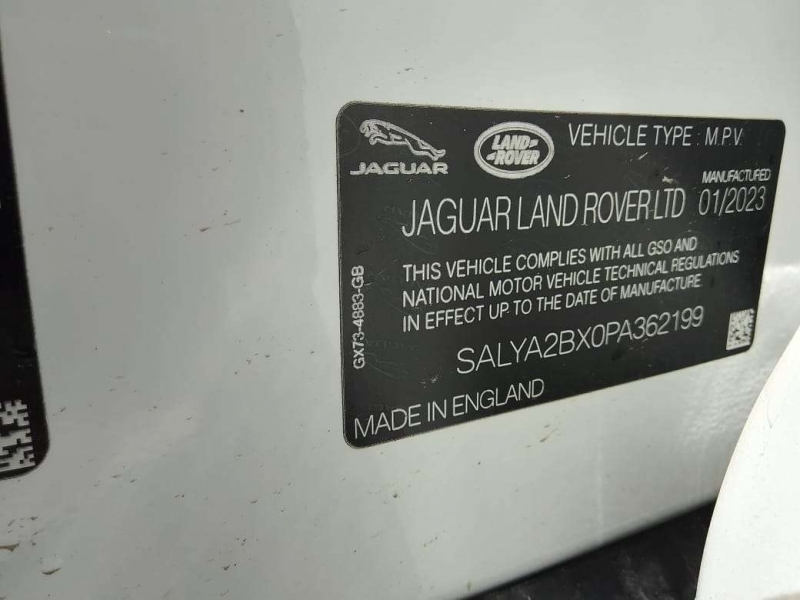 JAGUAR
LAND ROVER
VEHICLE TYPE : M.P.V.
MANUFACTURED
JAGUAR LAND ROVER LTD 01/2023
THIS VEHICLE COMPLIES WITH ALL GSO AND
NATIONAL MOTOR VEHICLE TECHNICAL REGULATIONS
IN EFFECT UP TO THE DATE OF MANUFACTURE.
SALYA2BX0PA362199
MADE IN ENGLAND
GX73-4883-GB